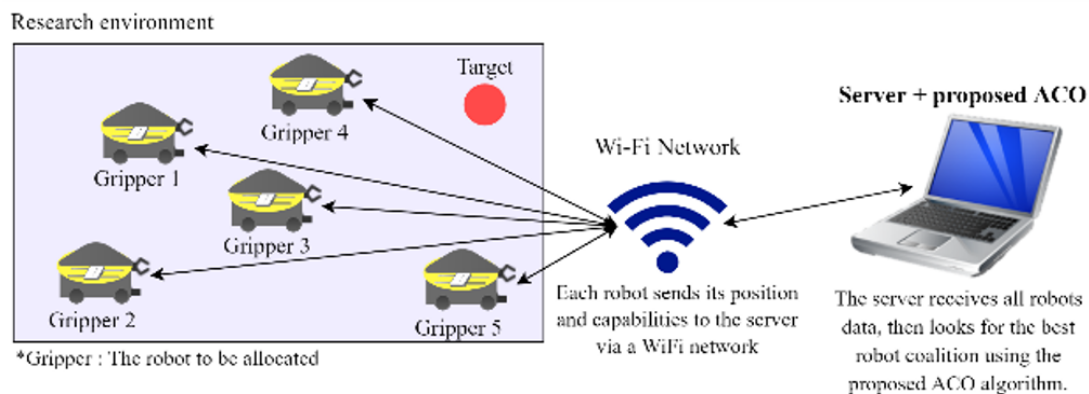 Research environment
Target
Gripper 4
Gripper 1
Gripper 3
Gripper 2
Gripper 5
*Gripper : The robot to be allocated
Wi-Fi Network
Each robot sends its position
and capabilities to the server
via a WiFi network
Server + proposed ACO
The server receives all robots
data, then looks for the best
robot coalition using the
proposed ACO algorithm.